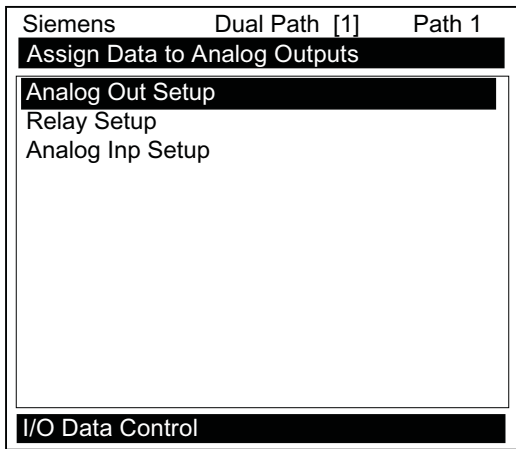 Siemens Dual Path [1] Path 1
Assign Data to Analog Outputs
Analog Out Setup
Relay Setup
Analog Inp Setup
I/O Data Control